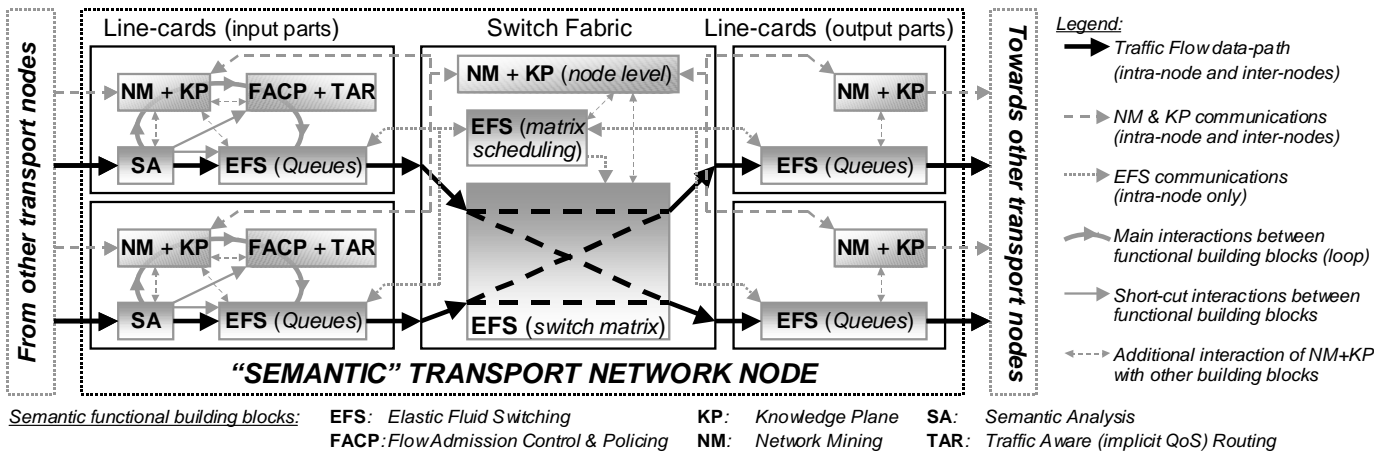 From other transport nodes
Line-cards (input parts)
NM + KP
FACP + TAR
SA
EFS (Queues)
NM + KP
FACP + TAR
SA
EFS (Queues)
Switch Fabric
NM + KP (node level)
EFS (matrix
scheduling)
EFS (switch matrix)
Line-cards (output parts)
NM + KP
EFS (Queues)
NM + KP
EFS (Queues)
“SEMANTIC” TRANSPORT NETWORK NODE
Towards other transport nodes
Legend:
Traffic Flow data-path
(intra-node and inter-nodes)
NM & KP communications
(intra-node and inter-nodes)
EFS communications
(intra-node only)
Main interactions between
functional building blocks (loop)
Short-cut interactions between
functional building blocks
Additional interaction of NM+KP
with other building blocks
Semantic functional building blocks:
EFS: Elastic Fluid Switching
KP: Knowledge Plane
SA: Semantic Analysis
FACP: Flow Admission Control & Policing
NM: Network Mining
TAR: Traffic Aware (implicit QoS) Routing